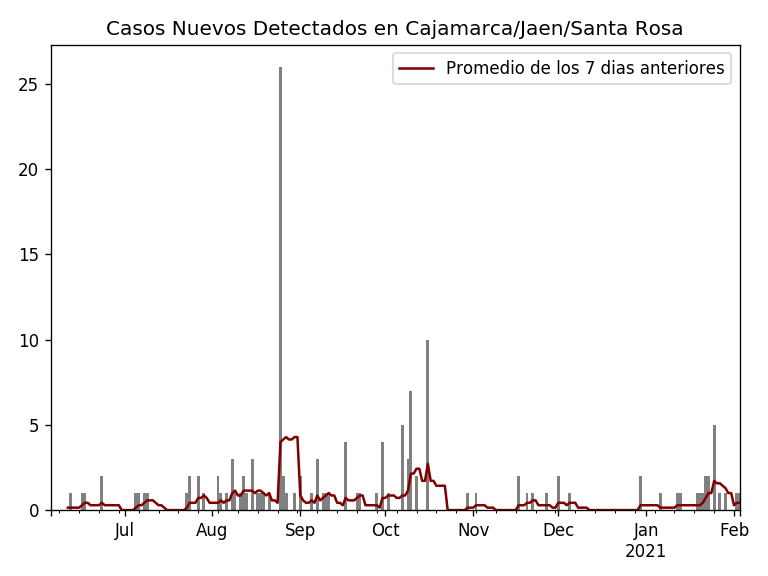 Casos Nuevos Detectados en Cajamarca/Jaen/Santa Rosa
Promedio de los 7 dias anteriores
25
20
15
10
5
0
Jul Aug Sep Oct Nov Dec Jan Feb
2021